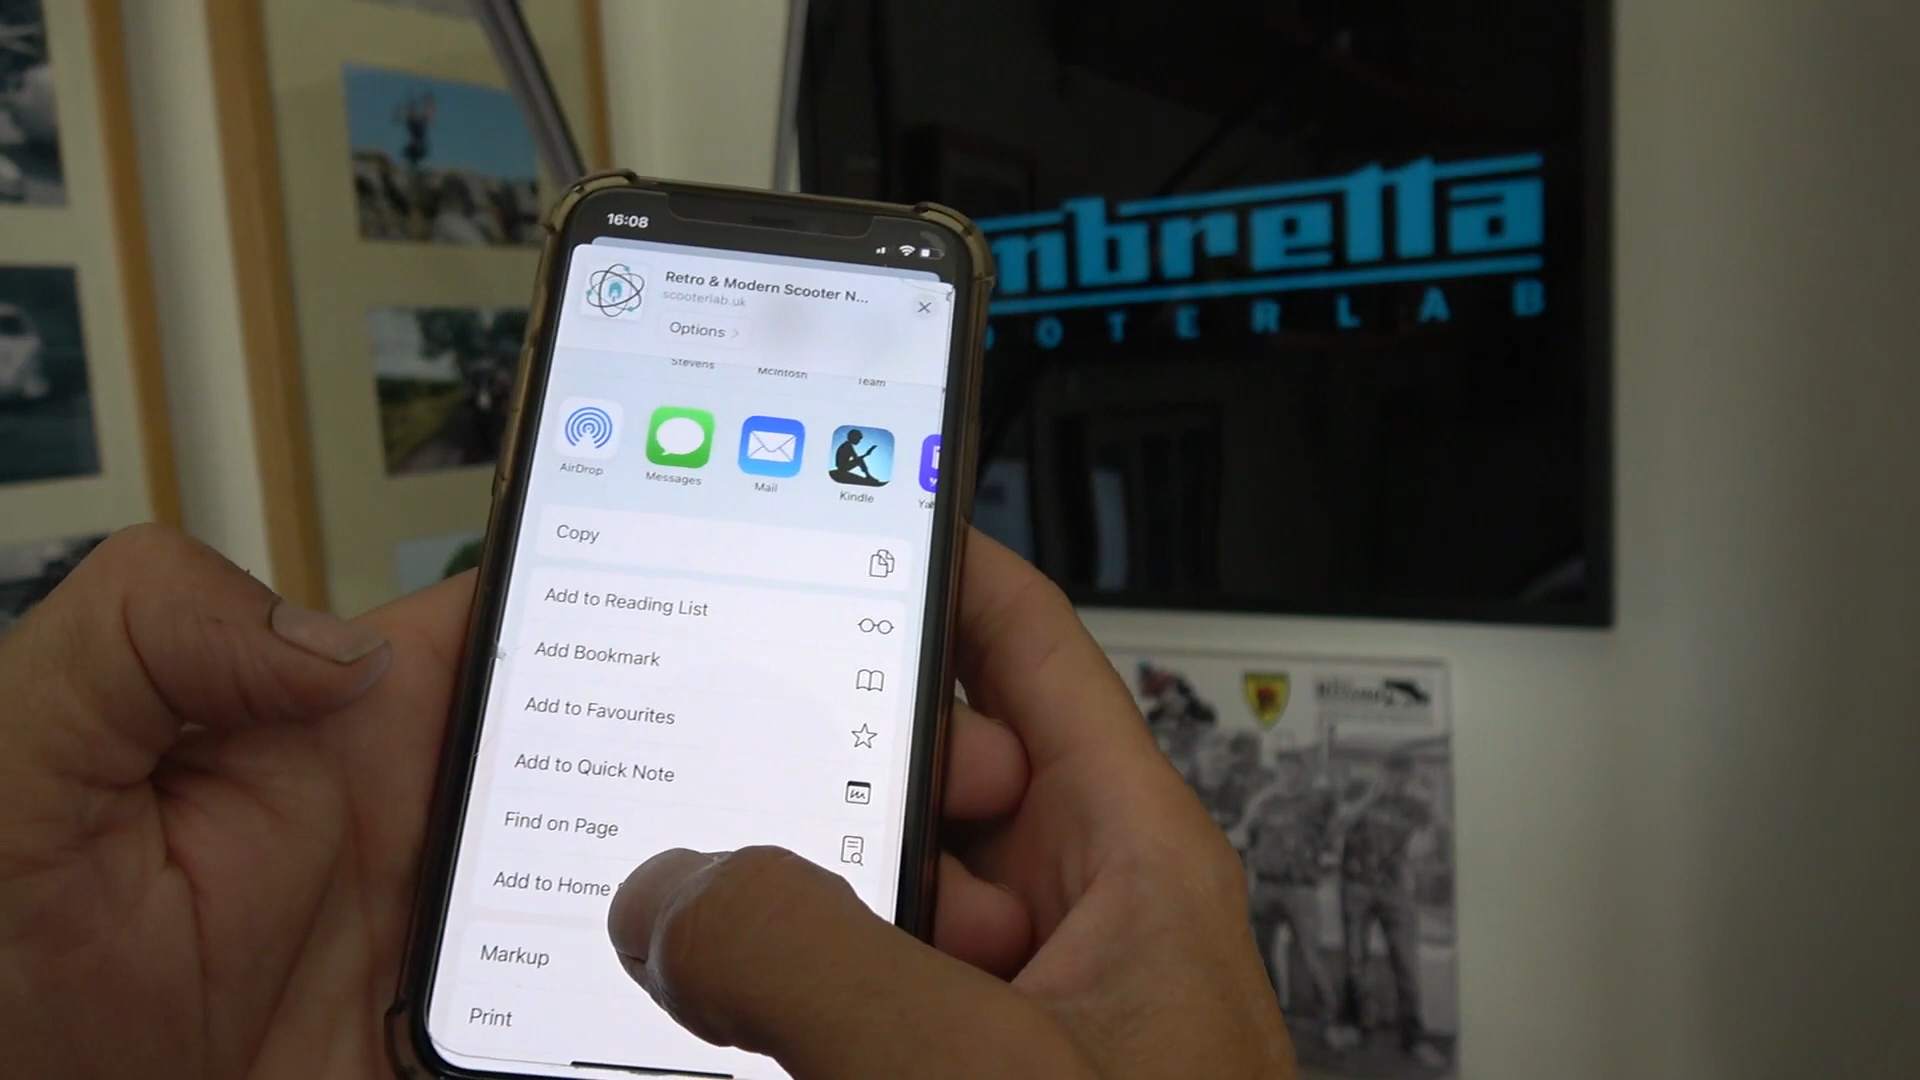 16:08
Retro & Modern Scooter N...
scooterlab.uk
Options
Stevens
McIntosh
Team
AirDrop
Messages
Mail
Kindle
Copy
Add to Reading List
Add Bookmark
Add to Favourites
Add to Quick Note
Find on Page
Add to Home
Markup
Print
mbretta
OOTERLAB